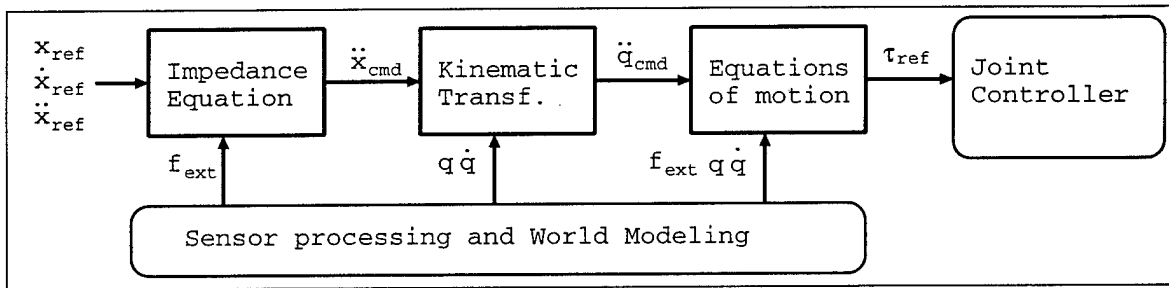 x_ref
ẋ_ref
ẍ_ref
Impedance
Equation
ẍ_cmd
Kinematic
Transf.
q̈_cmd
Equations
of motion
τ_ref
Joint
Controller
f_ext
q q̇
f_ext q q̇
Sensor processing and World Modeling